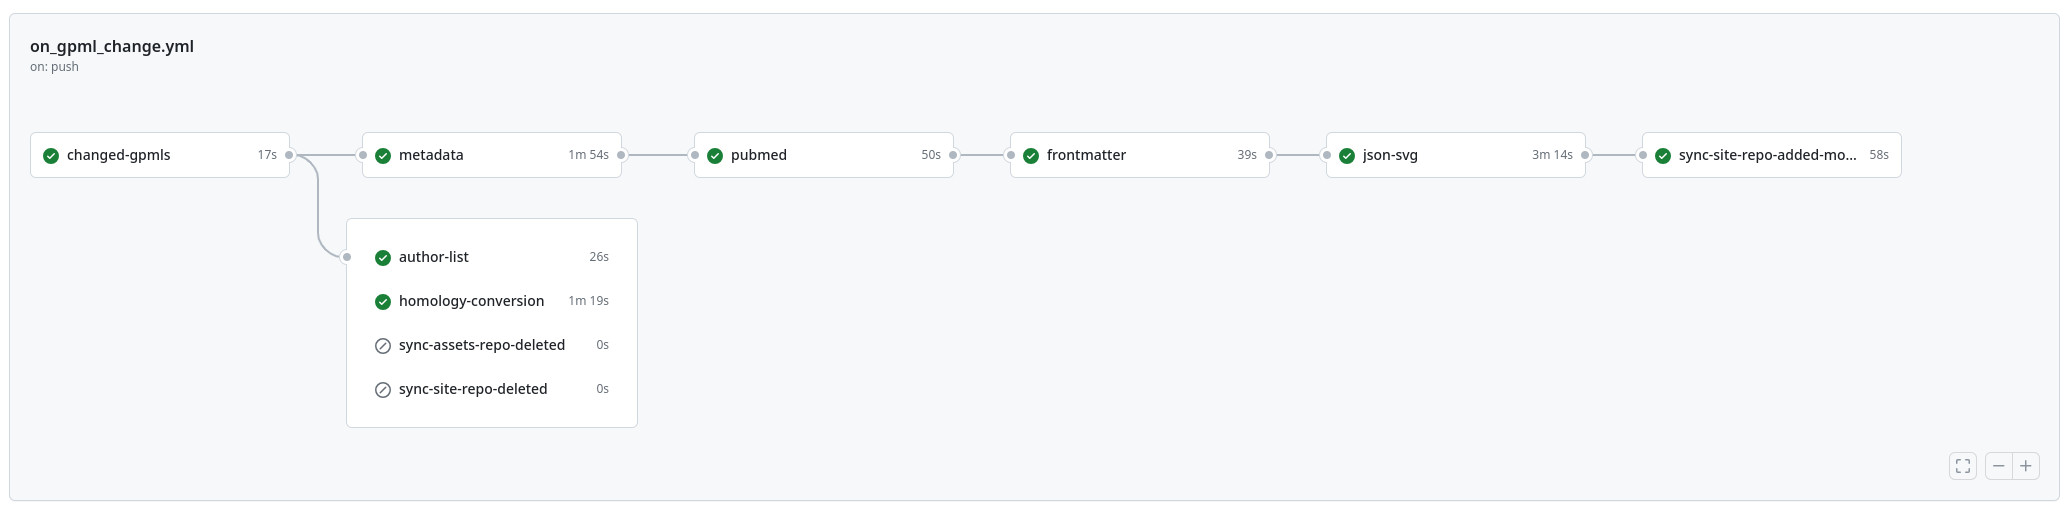 on_gpml_change.yml
on: push
changed-gpmls 17s
metadata 1m 54s
pubmed 50s
frontmatter 39s
json-svg 3m 14s
sync-site-repo-added-mo... 58s
author-list 26s
homology-conversion 1m 19s
sync-assets-repo-deleted 0s
sync-site-repo-deleted 0s